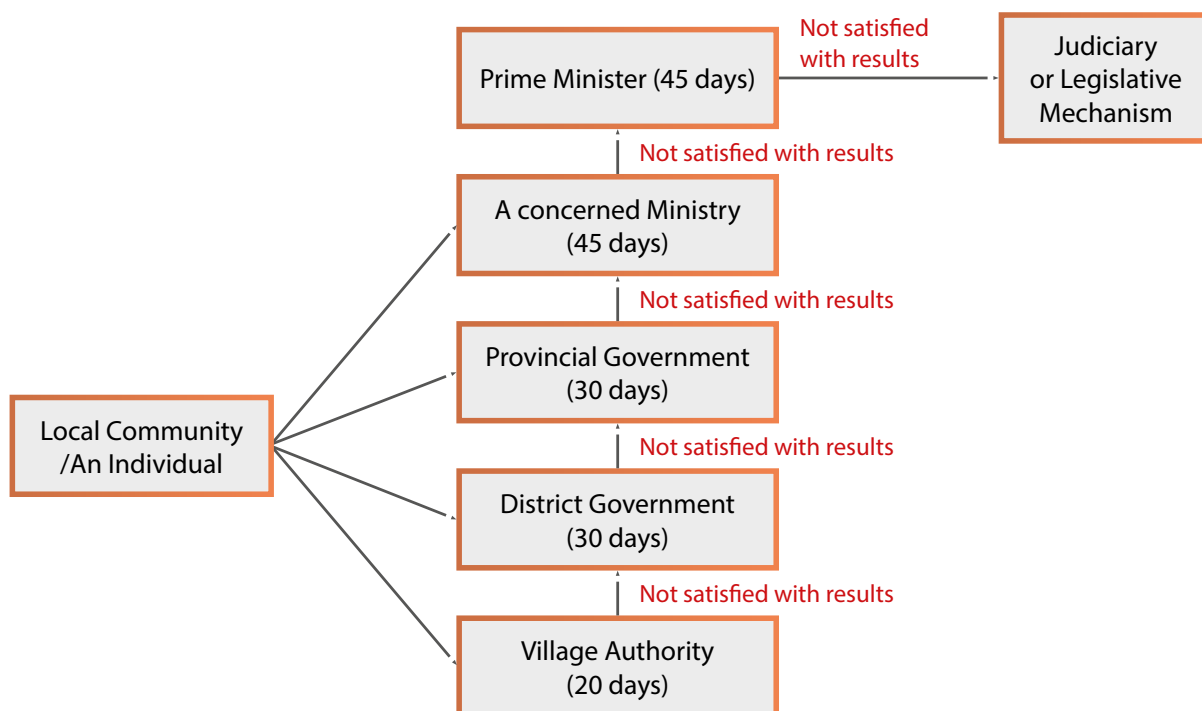 Not satisfied
with results
Prime Minister (45 days)
Judiciary
or Legislative
Mechanism
Not satisfied with results
A concerned Ministry
(45 days)
Not satisfied with results
Provincial Government
(30 days)
Local Community
/An Individual
Not satisfied with results
District Government
(30 days)
Not satisfied with results
Village Authority
(20 days)